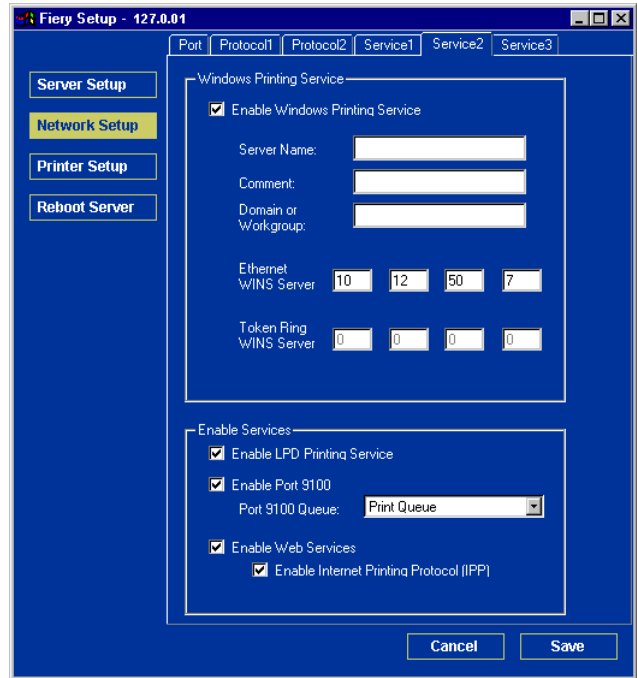 Fiery Setup - 127.0.01
Port Protocol1 Protocol2 Service1 Service2 Service3
Server Setup
Network Setup
Printer Setup
Reboot Server
Windows Printing Service
Enable Windows Printing Service
Server Name:
Comment:
Domain or
Workgroup:
Ethernet
WINS Server 10 12 50 7
Token Ring
WINS Server 0 0 0 0
Enable Services
Enable LPD Printing Service
Enable Port 9100
Port 9100 Queue: Print Queue
Enable Web Services
Enable Internet Printing Protocol (IPP)
Cancel Save